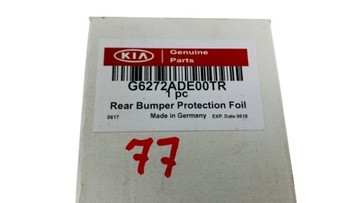 KIA Genuine
Parts
G6272ADE00TR
1 pc
Rear Bumper Protection Foil
0617 Made in Germany EXP. Date 0618
77